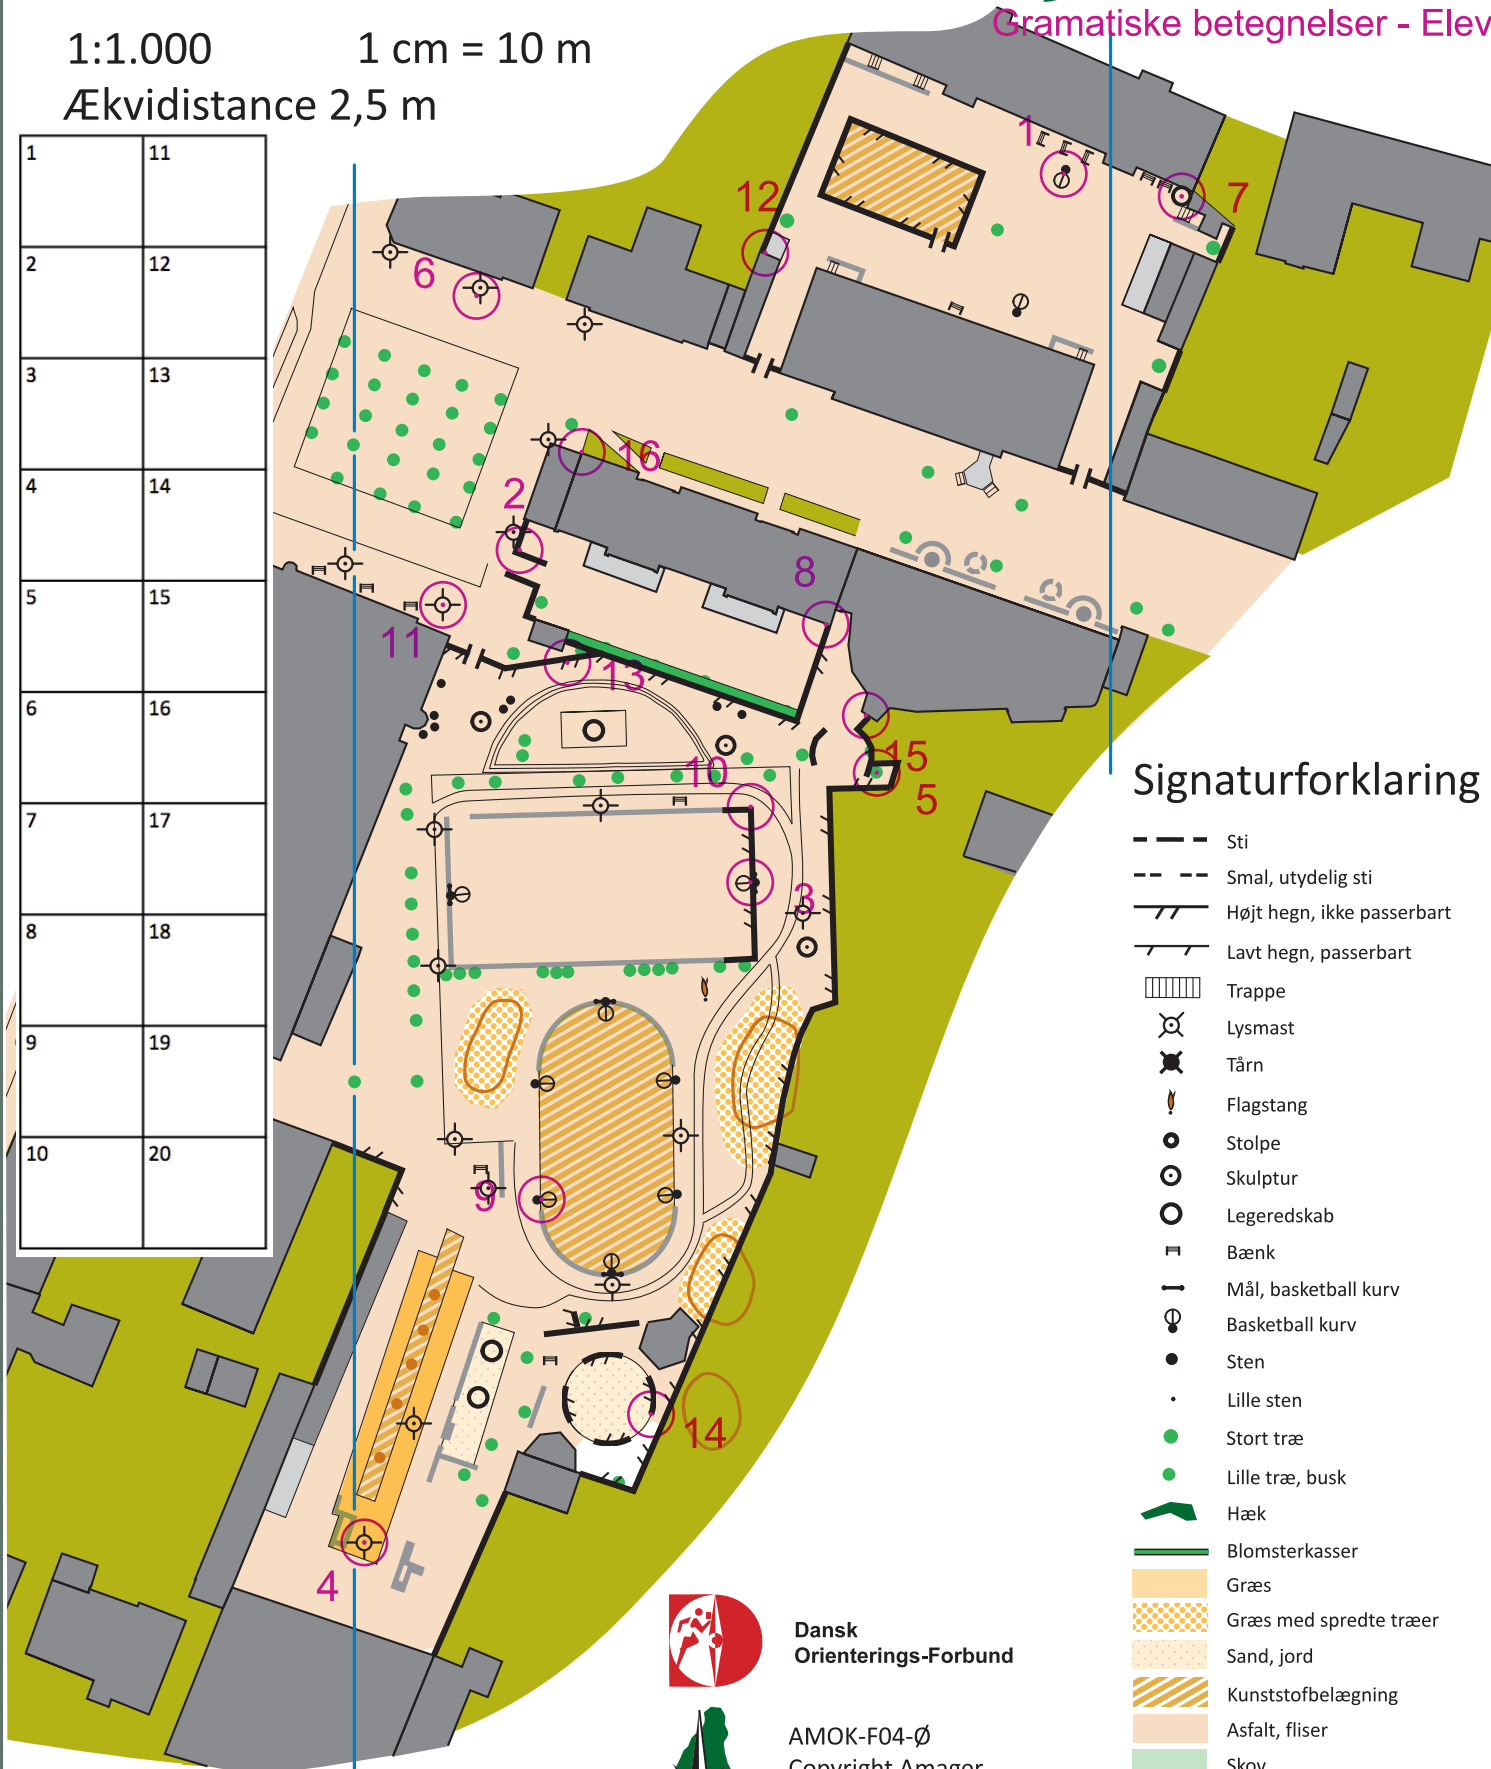 Gramatiske betegnelser - Elev
1:1.000 1 cm = 10 m
Ækvidistance 2,5 m
1 11
2 12
3 13
4 14
5 15
6 16
7 17
8 18
9 19
10 20
1
12
7
6
16
2
8
11
13
15
10
5
3
9
14
4
Signaturforklaring
Sti
Smal, utydelig sti
Højt hegn, ikke passerbart
Lavt hegn, passerbart
Trappe
Lysmast
Tårn
Flagstang
Stolpe
Skulptur
Legeredskab
Bænk
Mål, basketball kurv
Basketball kurv
Sten
Lille sten
Stort træ
Lille træ, busk
Hæk
Blomsterkasser
Græs
Græs med spredte træer
Sand, jord
Kunststofbelægning
Asfalt, fliser
Skov
Dansk
Orienterings-Forbund
AMOK-F04-Ø
Copyright Amager